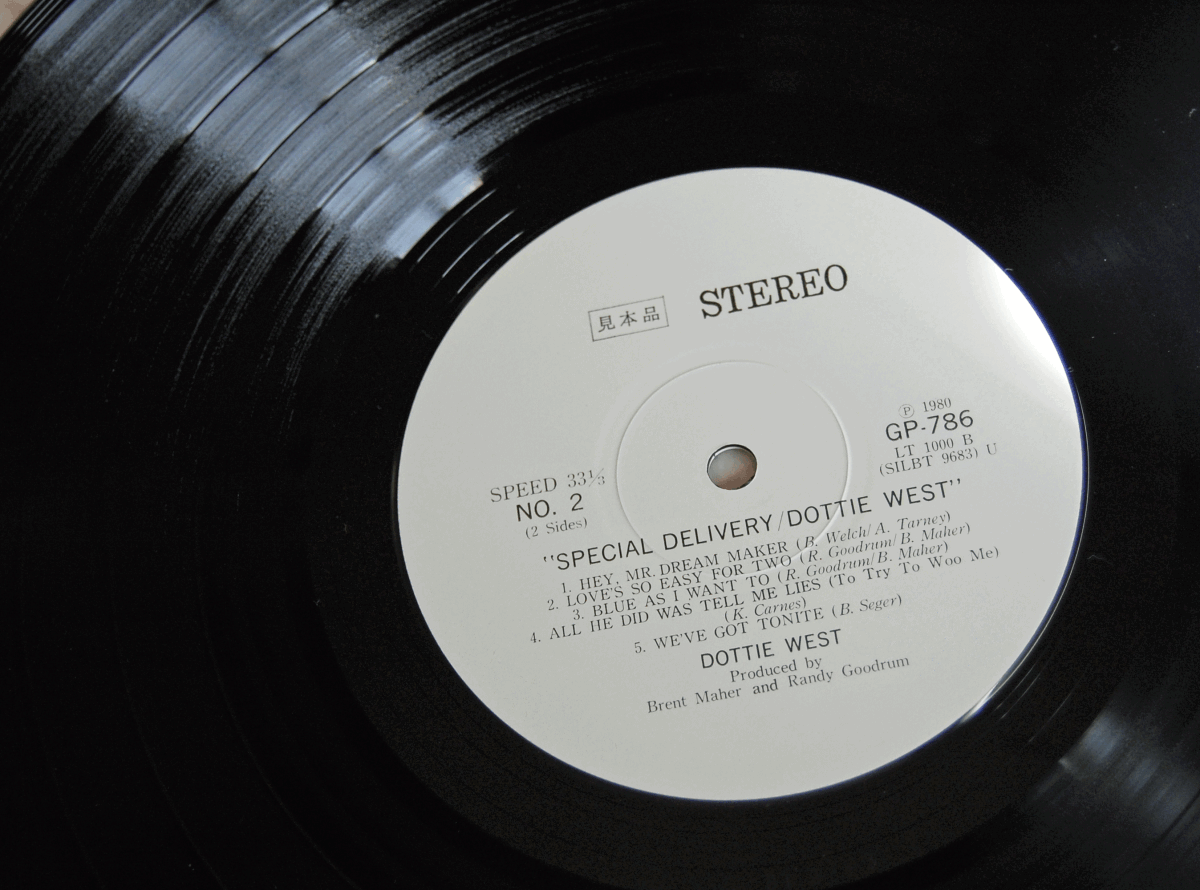 STEREO
見本品
Ⓟ 1980
GP-786
LT 1000 B
(SILBT 9683) U
SPEED 33⅓
NO. 2
(2 Sides)
"SPECIAL DELIVERY/DOTTIE WEST"
1. HEY, MR. DREAM MAKER (B. Welch/A. Tarney)
2. LOVE'S SO EASY FOR TWO (R. Goodrum/B. Maher)
3. BLUE AS I WANT TO (R. Goodrum/B. Maher)
4. ALL HE DID WAS TELL ME LIES (To Try To Woo Me)
(K. Carnes)
5. WE'VE GOT TONITE (B. Seger)
DOTTIE WEST
Produced by
Brent Maher and Randy Goodrum